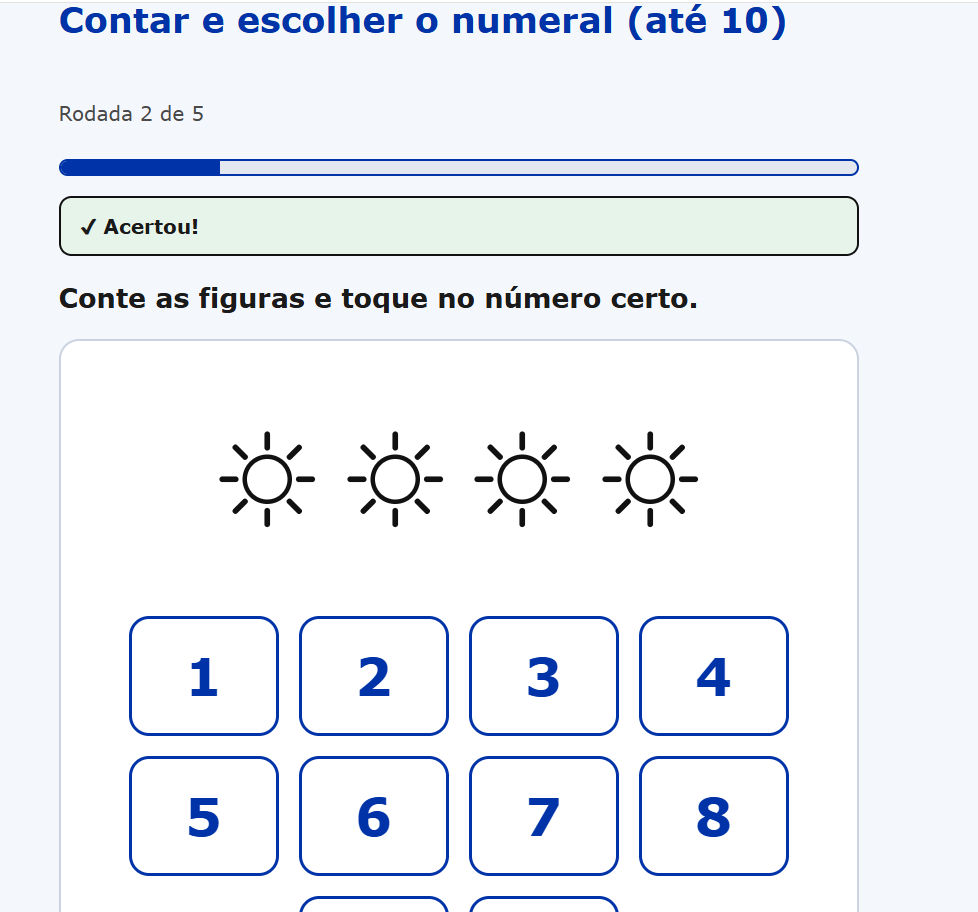 Contar e escolher o numeral (até 10)
Rodada 2 de 5
✓ Acertou!
Conte as figuras e toque no número certo.
1 2 3 4
5 6 7 8